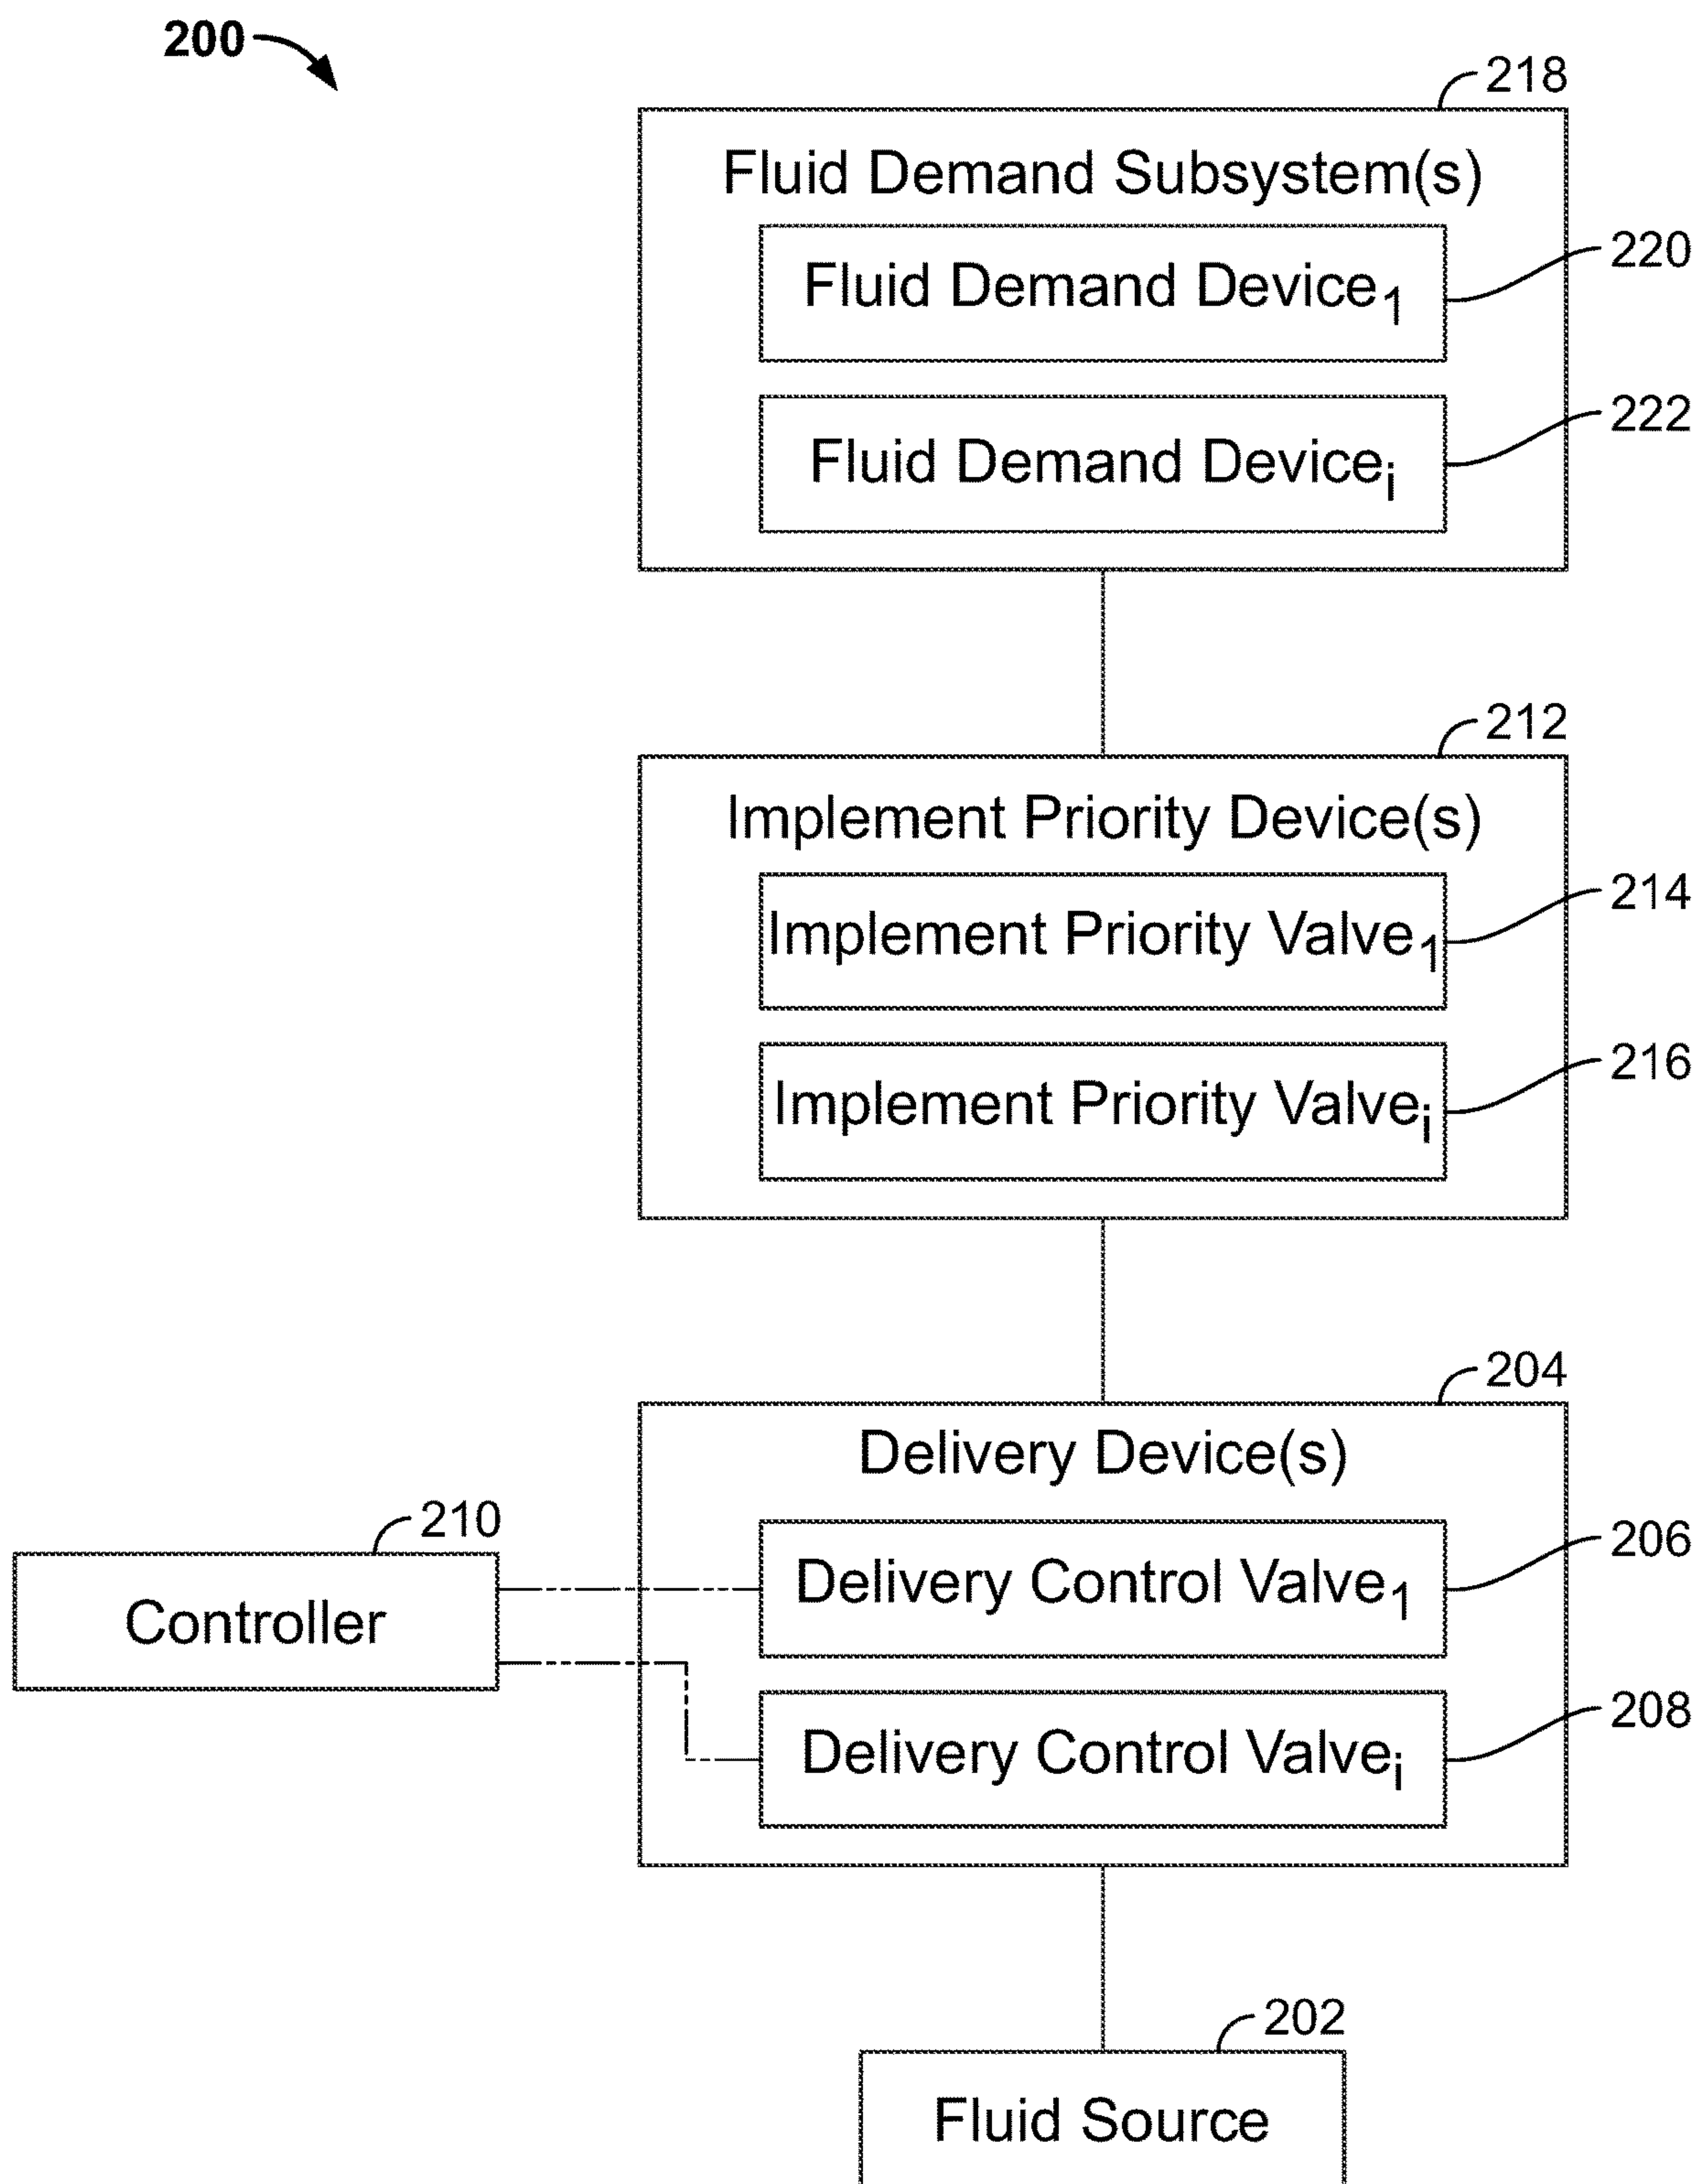 200
218
Fluid Demand Subsystem(s)
220
Fluid Demand Device1
222
Fluid Demand Devicei
212
Implement Priority Device(s)
214
Implement Priority Valve1
216
Implement Priority Valvei
204
Delivery Device(s)
210
206
Controller
Delivery Control Valve1
208
Delivery Control Valvei
202
Fluid Source